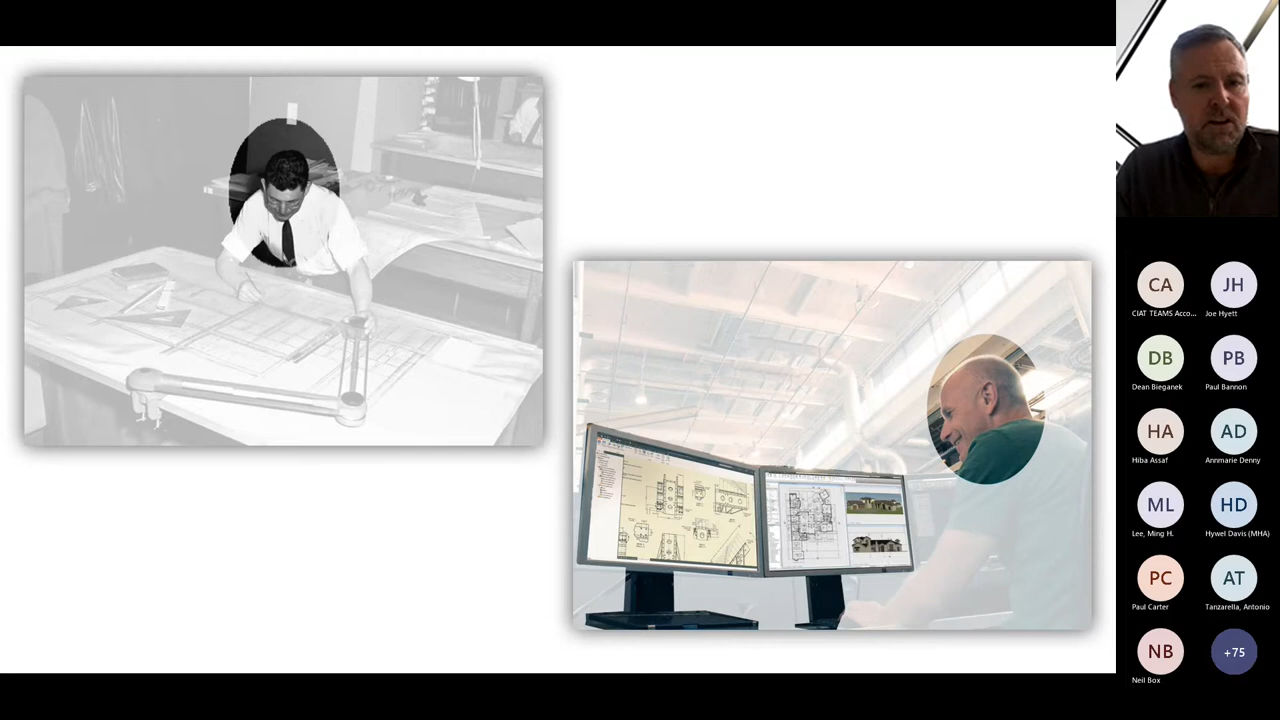 CA
JH
CIAT TEAMS Acco...
Joe Hyett
DB
PB
Dean Bieganek
Paul Bannon
HA
AD
Hiba Assaf
Annmarie Denny
ML
HD
Lee, Ming H.
Hywel Davis (MHA)
PC
AT
Paul Carter
Tanzarella, Antonio
NB
+75
Neil Box